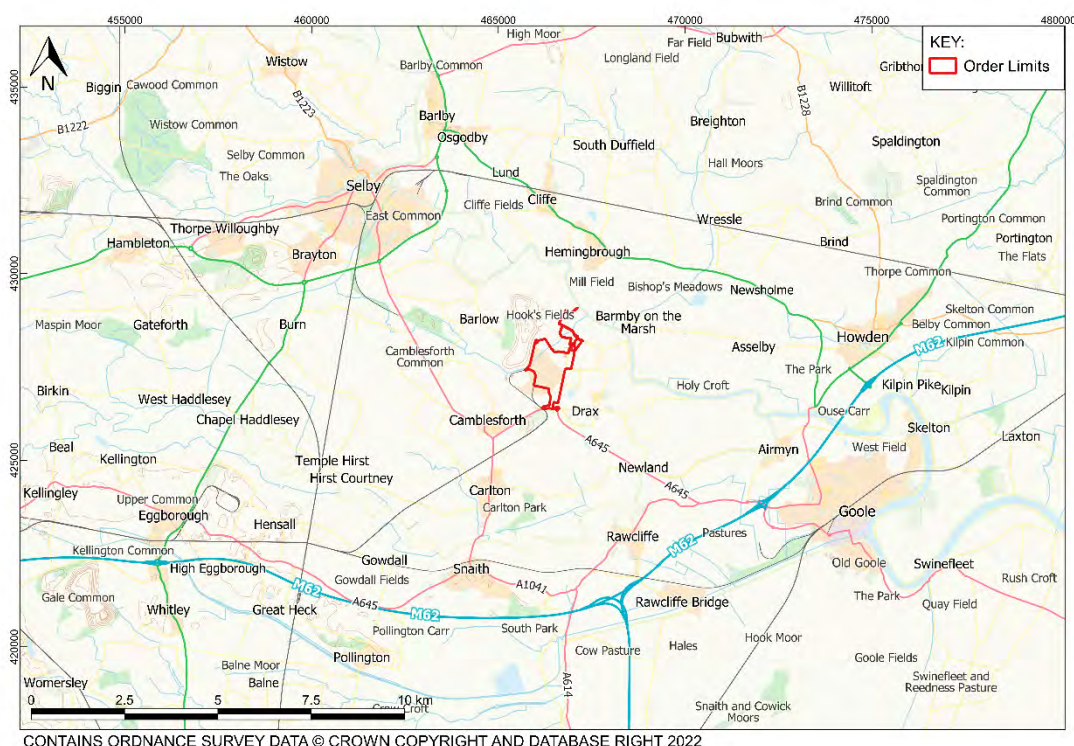 455000
460000
465000
470000
475000
480000
High Moor
Far Field
Bubwith
KEY:
Order Limits
N
Wistow
Barlby Common
Longland Field
Gribtho
435000
Biggin
Cawood Common
B1223
B1228
Willitoft
B1222
Wistow Common
Barlby
Breighton
Osgodby
Spaldington
South Duffield
Selby Common
Hall Moors
The Oaks
Lund
Spaldington
Common
Selby
Cliffe Fields
Cliffe
Brind Common
East Common
Wressle
Portington Common
Thorpe Willoughby
Portington
Hambleton
Brind
Brayton
Hemingbrough
The Flats
430000
Thorpe Common
Mill Field
Bishop's Meadows
Newsholme
Skelton Common
Maspin Moor
Gateforth
Burn
Barlow
Hook's Fields
Barmby on the
Marsh
Belby Common
Howden
M62
Kilpin Common
Camblesforth
Common
Asselby
The Park
Birkin
Holy Croft
Kilpin Pike
Kilpin
West Haddlesey
Ouse Carr
Chapel Haddlesey
Drax
Camblesforth
Skelton
Beal
A645
Airmyn
West Field
Laxton
425000
Kellington
Temple Hirst
Newland
Hirst Courtney
Kellingley
Carlton
A645
Upper Common
Carlton Park
Goole
Eggborough
Hensall
Rawcliffe
Pastures
M62
Kellington Common
Gowdall
Old Goole
High Eggborough
Gowdall Fields
Snaith
Swinefleet
M62
A1041
Rush Croft
Gale Common
Whitley
Great Heck
A645
M62
Rawcliffe Bridge
The Park
Quay Field
Pollington Carr
South Park
Hook Moor
420000
Cow Pasture
Hales
Goole Fields
Balne Moor
Pollington
Womersley
Balne
A614
Swinefleet and
Reedness Pasture
0
2.5
5
7.5
10 km
Snaith and Cowick
Moors
CONTAINS ORDNANCE SURVEY DATA © CROWN COPYRIGHT AND DATABASE RIGHT 2022